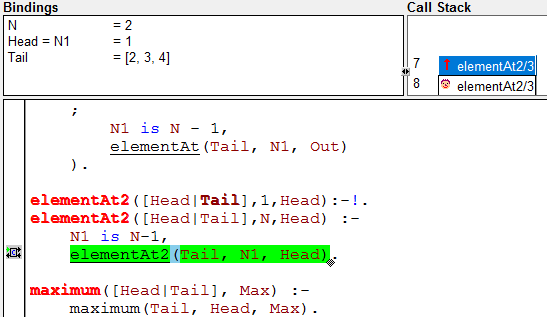 Bindings
N = 2
Head = N1 = 1
Tail = [2, 3, 4]
Call Stack
7 elementAt2/3
8 elementAt2/3
;
N1 is N - 1,
elementAt(Tail, N1, Out)
).
elementAt2([Head|Tail],1,Head):-!.
elementAt2([Head|Tail],N,Head) :-
N1 is N-1,
elementAt2(Tail, N1, Head).
maximum([Head|Tail], Max) :-
maximum(Tail, Head, Max).